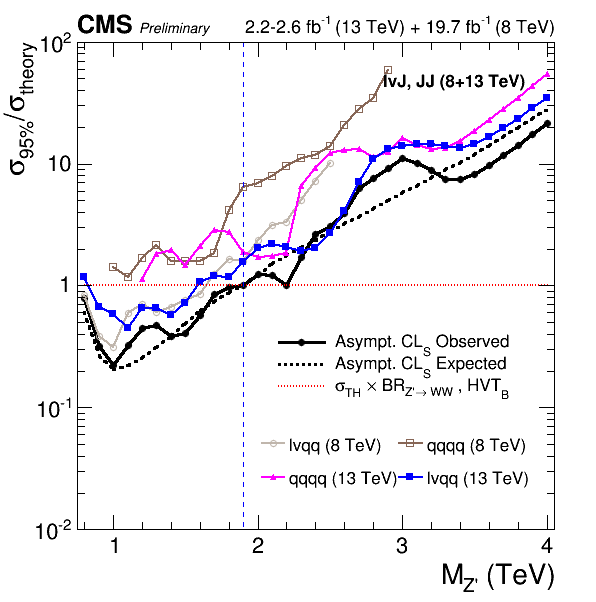 CMS Preliminary 2.2-2.6 fb⁻¹ (13 TeV) + 19.7 fb⁻¹ (8 TeV)
σ95%/σtheory
10²
lνJ, JJ (8+13 TeV)
10
1
Asympt. CLS Observed
Asympt. CLS Expected
σTH × BRZ'→ WW , HVTB
10⁻¹
lνqq (8 TeV) qqqq (8 TeV)
qqqq (13 TeV) lνqq (13 TeV)
10⁻²
1 2 3 4
MZ' (TeV)